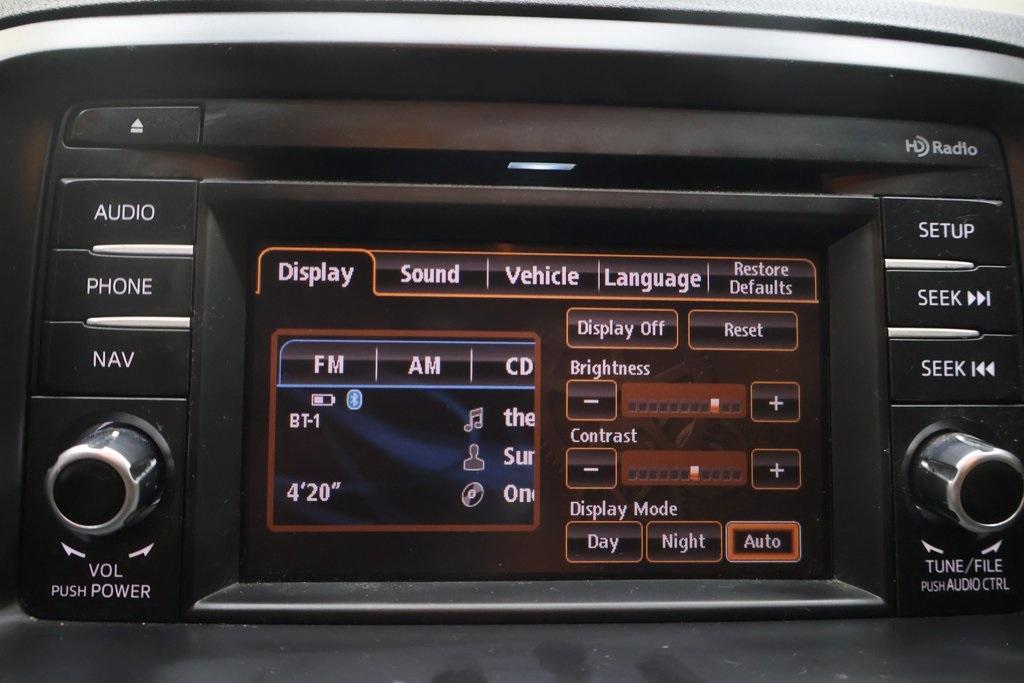 HD Radio
AUDIO
PHONE
NAV
VOL
PUSH POWER
Display Sound Vehicle Language Restore Defaults
FM AM CD
BT-1
the
Sun
4'20"
On
Display Off Reset
Brightness
− +
Contrast
− +
Display Mode
Day Night Auto
SETUP
SEEK
SEEK
TUNE/FILE
PUSH AUDIO CTRL